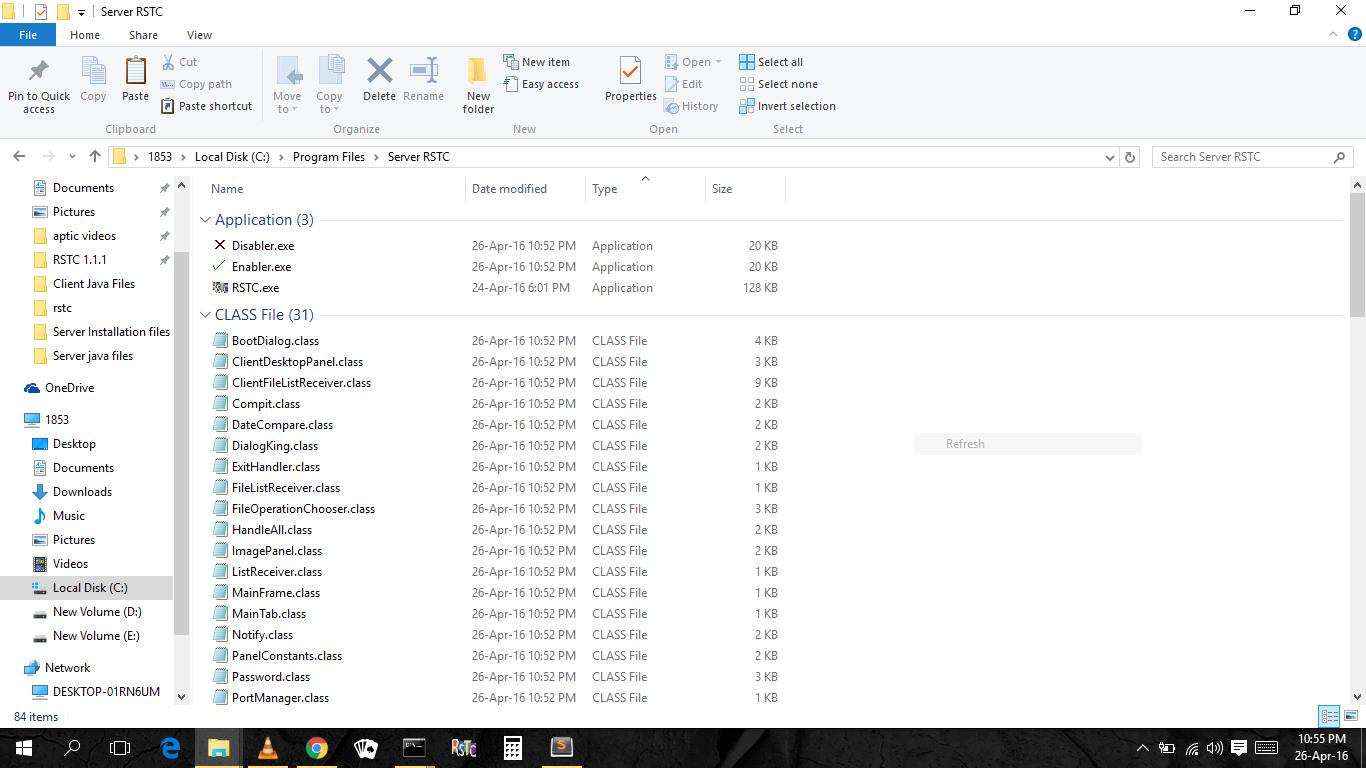 Server RSTC
File Home Share View
Pin to Quick access
Copy
Paste
Cut
Copy path
Paste shortcut
Clipboard
Move to
Copy to
Delete
Rename
Organize
New folder
New item
Easy access
New
Properties
Open
Edit
History
Open
Select all
Select none
Invert selection
Select
1853 Local Disk (C:) Program Files Server RSTC
Search Server RSTC
Documents
Pictures
aptic videos
RSTC 1.1.1
Client Java Files
rstc
Server Installation files
Server java files
OneDrive
1853
Desktop
Documents
Downloads
Music
Pictures
Videos
Local Disk (C:)
New Volume (D:)
New Volume (E:)
Network
DESKTOP-01RN6UM
Name Date modified Type Size
Application (3)
Disabler.exe 26-Apr-16 10:52 PM Application 20 KB
Enabler.exe 26-Apr-16 10:52 PM Application 20 KB
RSTC.exe 24-Apr-16 6:01 PM Application 128 KB
CLASS File (31)
BootDialog.class 26-Apr-16 10:52 PM CLASS File 4 KB
ClientDesktopPanel.class 26-Apr-16 10:52 PM CLASS File 3 KB
ClientFileListReceiver.class 26-Apr-16 10:52 PM CLASS File 9 KB
Compit.class 26-Apr-16 10:52 PM CLASS File 2 KB
DateCompare.class 26-Apr-16 10:52 PM CLASS File 2 KB
DialogKing.class 26-Apr-16 10:52 PM CLASS File 2 KB
ExitHandler.class 26-Apr-16 10:52 PM CLASS File 1 KB
FileListReceiver.class 26-Apr-16 10:52 PM CLASS File 1 KB
FileOperationChooser.class 26-Apr-16 10:52 PM CLASS File 3 KB
HandleAll.class 26-Apr-16 10:52 PM CLASS File 2 KB
ImagePanel.class 26-Apr-16 10:52 PM CLASS File 2 KB
ListReceiver.class 26-Apr-16 10:52 PM CLASS File 1 KB
MainFrame.class 26-Apr-16 10:52 PM CLASS File 1 KB
MainTab.class 26-Apr-16 10:52 PM CLASS File 1 KB
Notify.class 26-Apr-16 10:52 PM CLASS File 2 KB
PanelConstants.class 26-Apr-16 10:52 PM CLASS File 2 KB
Password.class 26-Apr-16 10:52 PM CLASS File 3 KB
PortManager.class 26-Apr-16 10:52 PM CLASS File 1 KB
Refresh
84 items
RSTC
10:55 PM
26-Apr-16